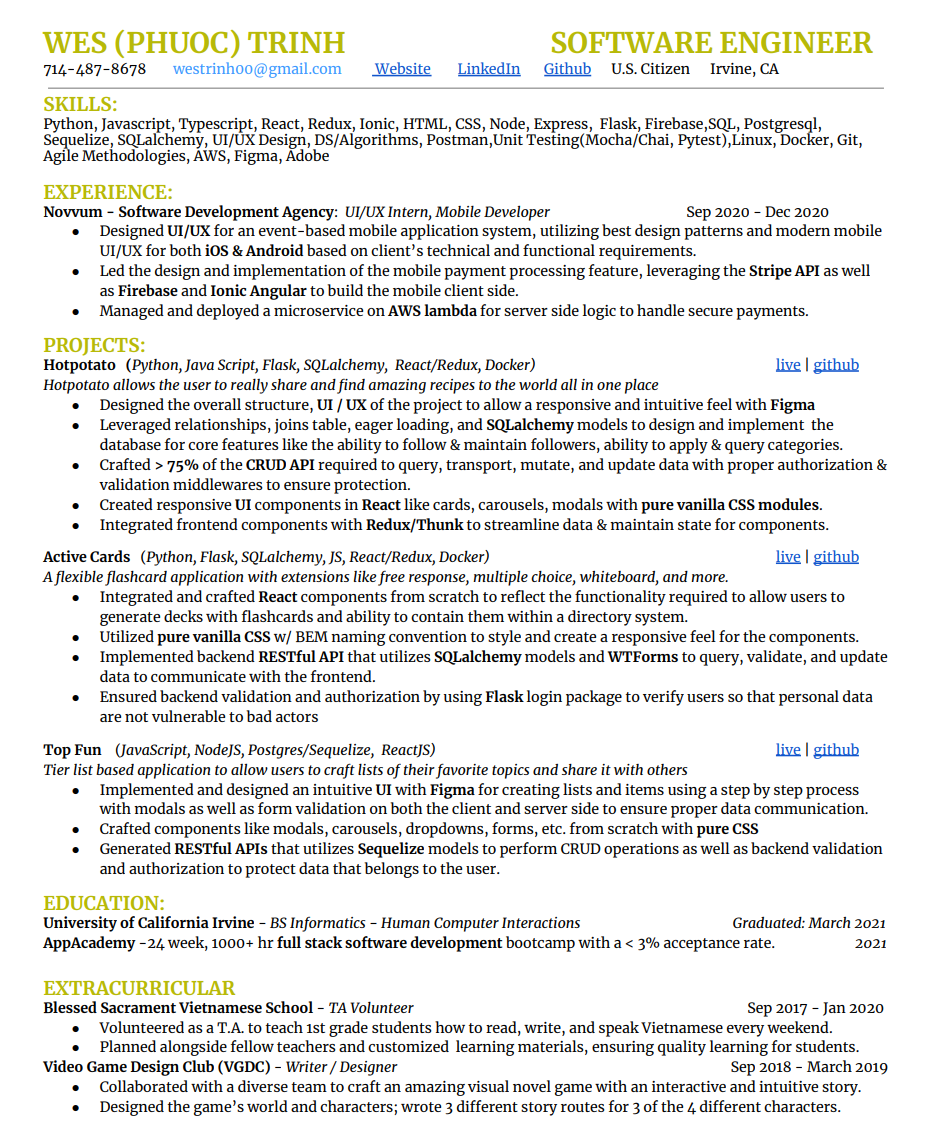 WES (PHUOC) TRINH SOFTWARE ENGINEER
714-487-8678 westrinh00@gmail.com Website LinkedIn Github U.S. Citizen Irvine, CA
SKILLS:
Python, Javascript, Typescript, React, Redux, Ionic, HTML, CSS, Node, Express, Flask, Firebase,SQL, Postgresql,
Sequelize, SQLalchemy, UI/UX Design, DS/Algorithms, Postman,Unit Testing(Mocha/Chai, Pytest),Linux, Docker, Git,
Agile Methodologies, AWS, Figma, Adobe
EXPERIENCE:
Novvum - Software Development Agency: UI/UX Intern, Mobile Developer Sep 2020 - Dec 2020
● Designed UI/UX for an event-based mobile application system, utilizing best design patterns and modern mobile
UI/UX for both iOS & Android based on client's technical and functional requirements.
● Led the design and implementation of the mobile payment processing feature, leveraging the Stripe API as well
as Firebase and Ionic Angular to build the mobile client side.
● Managed and deployed a microservice on AWS lambda for server side logic to handle secure payments.
PROJECTS:
Hotpotato (Python, Java Script, Flask, SQLalchemy, React/Redux, Docker) live | github
Hotpotato allows the user to really share and find amazing recipes to the world all in one place
● Designed the overall structure, UI / UX of the project to allow a responsive and intuitive feel with Figma
● Leveraged relationships, joins table, eager loading, and SQLalchemy models to design and implement the
database for core features like the ability to follow & maintain followers, ability to apply & query categories.
● Crafted > 75% of the CRUD API required to query, transport, mutate, and update data with proper authorization &
validation middlewares to ensure protection.
● Created responsive UI components in React like cards, carousels, modals with pure vanilla CSS modules.
● Integrated frontend components with Redux/Thunk to streamline data & maintain state for components.
Active Cards (Python, Flask, SQLalchemy, JS, React/Redux, Docker) live | github
A flexible flashcard application with extensions like free response, multiple choice, whiteboard, and more.
● Integrated and crafted React components from scratch to reflect the functionality required to allow users to
generate decks with flashcards and ability to contain them within a directory system.
● Utilized pure vanilla CSS w/ BEM naming convention to style and create a responsive feel for the components.
● Implemented backend RESTful API that utilizes SQLalchemy models and WTForms to query, validate, and update
data to communicate with the frontend.
● Ensured backend validation and authorization by using Flask login package to verify users so that personal data
are not vulnerable to bad actors
Top Fun (JavaScript, NodeJS, Postgres/Sequelize, ReactJS) live | github
Tier list based application to allow users to craft lists of their favorite topics and share it with others
● Implemented and designed an intuitive UI with Figma for creating lists and items using a step by step process
with modals as well as form validation on both the client and server side to ensure proper data communication.
● Crafted components like modals, carousels, dropdowns, forms, etc. from scratch with pure CSS
● Generated RESTful APIs that utilizes Sequelize models to perform CRUD operations as well as backend validation
and authorization to protect data that belongs to the user.
EDUCATION:
University of California Irvine - BS Informatics - Human Computer Interactions Graduated: March 2021
AppAcademy -24 week, 1000+ hr full stack software development bootcamp with a < 3% acceptance rate. 2021
EXTRACURRICULAR
Blessed Sacrament Vietnamese School - TA Volunteer Sep 2017 - Jan 2020
● Volunteered as a T.A. to teach 1st grade students how to read, write, and speak Vietnamese every weekend.
● Planned alongside fellow teachers and customized learning materials, ensuring quality learning for students.
Video Game Design Club (VGDC) - Writer / Designer Sep 2018 - March 2019
● Collaborated with a diverse team to craft an amazing visual novel game with an interactive and intuitive story.
● Designed the game's world and characters; wrote 3 different story routes for 3 of the 4 different characters.